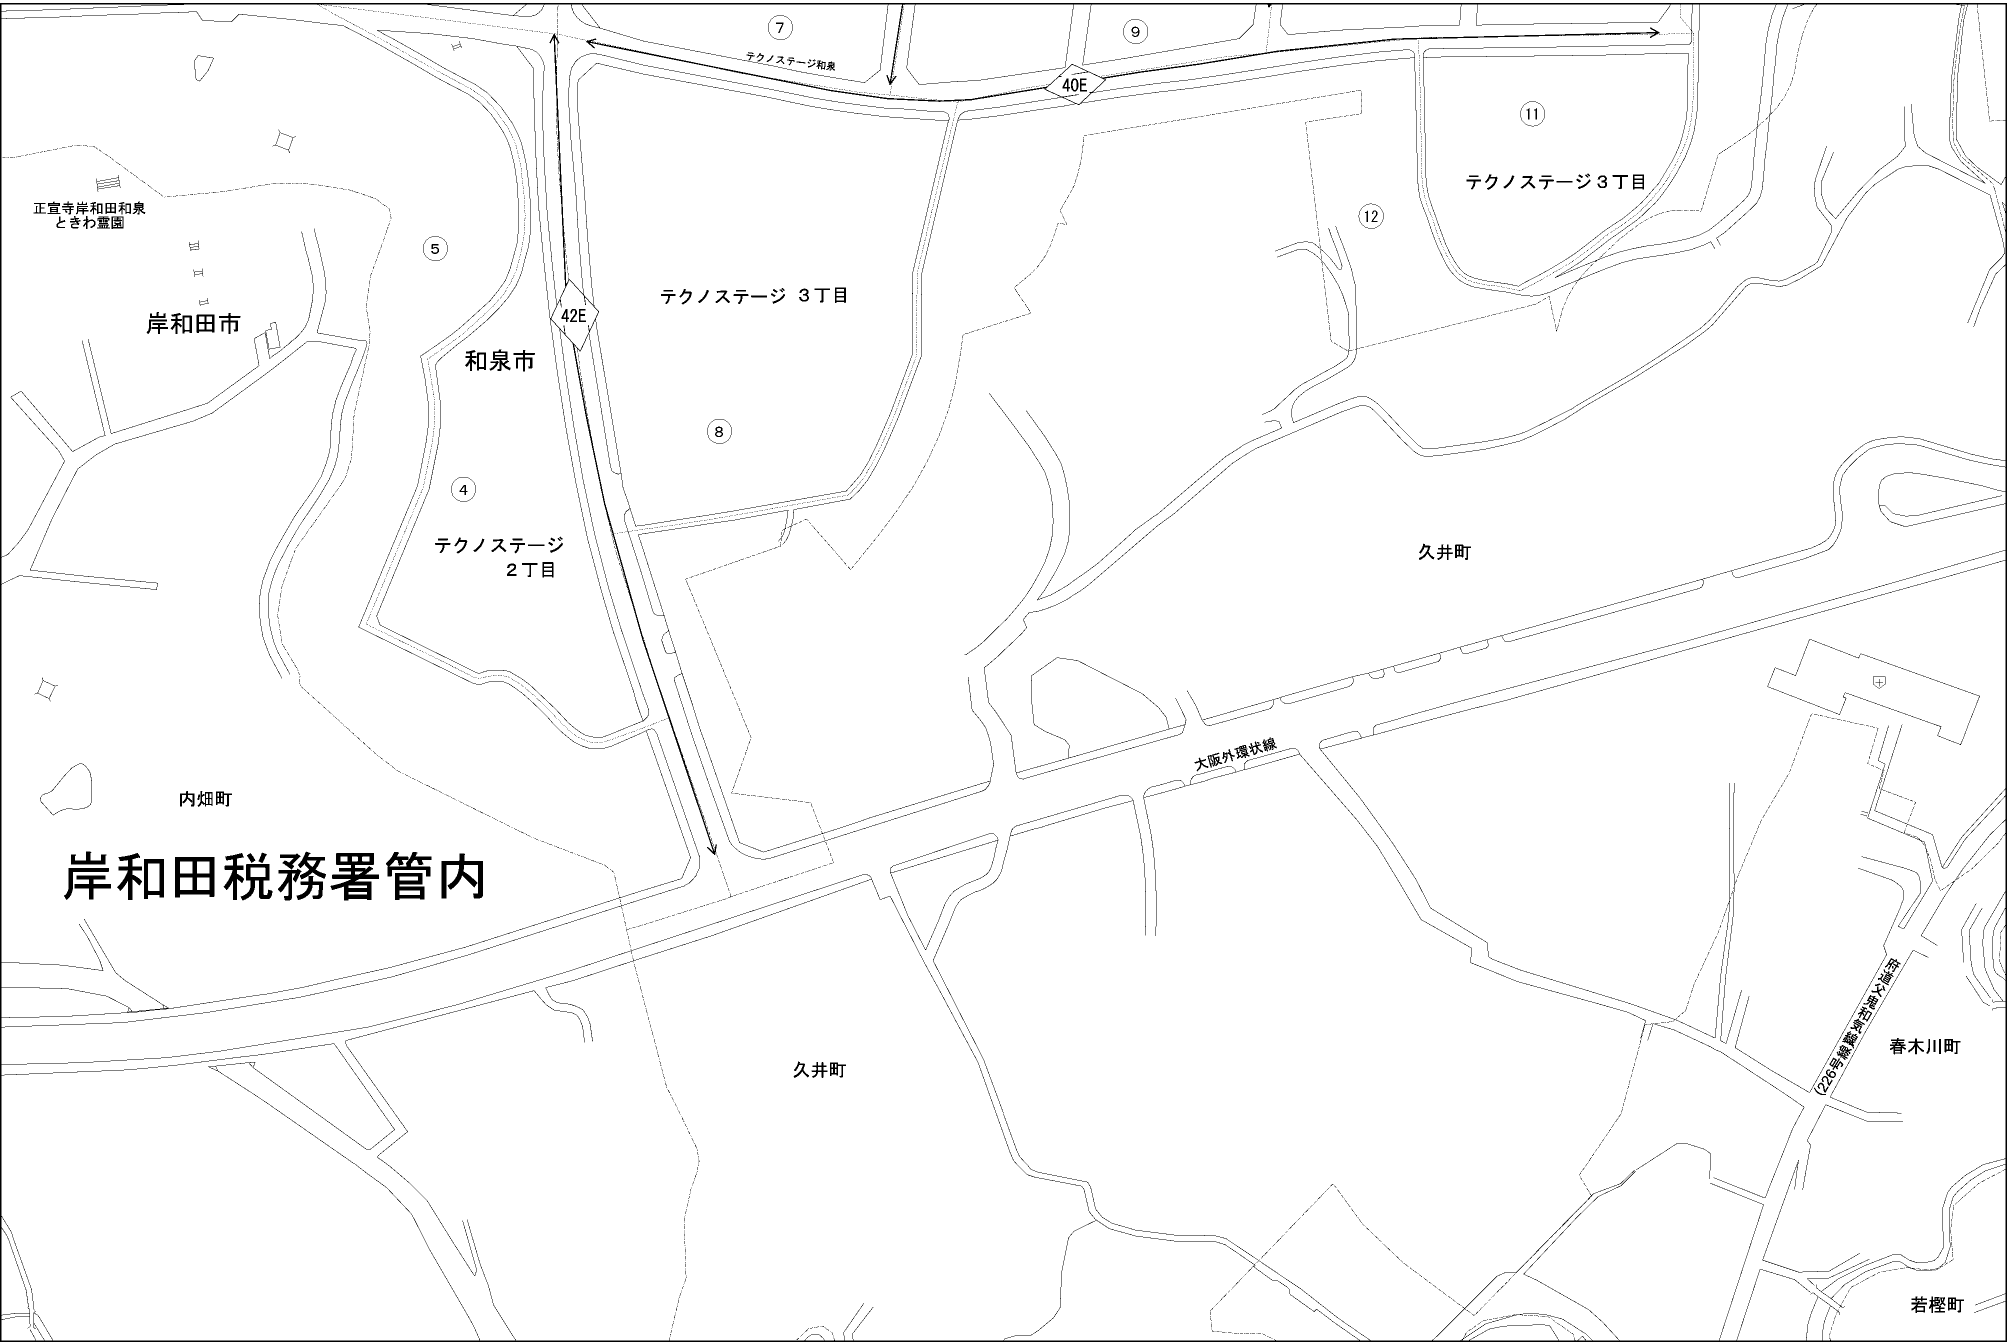 ⑦
⑨
テクノステージ和泉
40E
⑪
テクノステージ3丁目
正宣寺岸和田和泉
ときわ霊園
⑫
⑤
テクノステージ 3丁目
42E
岸和田市
和泉市
⑧
④
テクノステージ
2丁目
久井町
大阪外環状線
内畑町
岸和田税務署管内
府道父鬼和気線
(226号線)
春木川町
久井町
若樫町